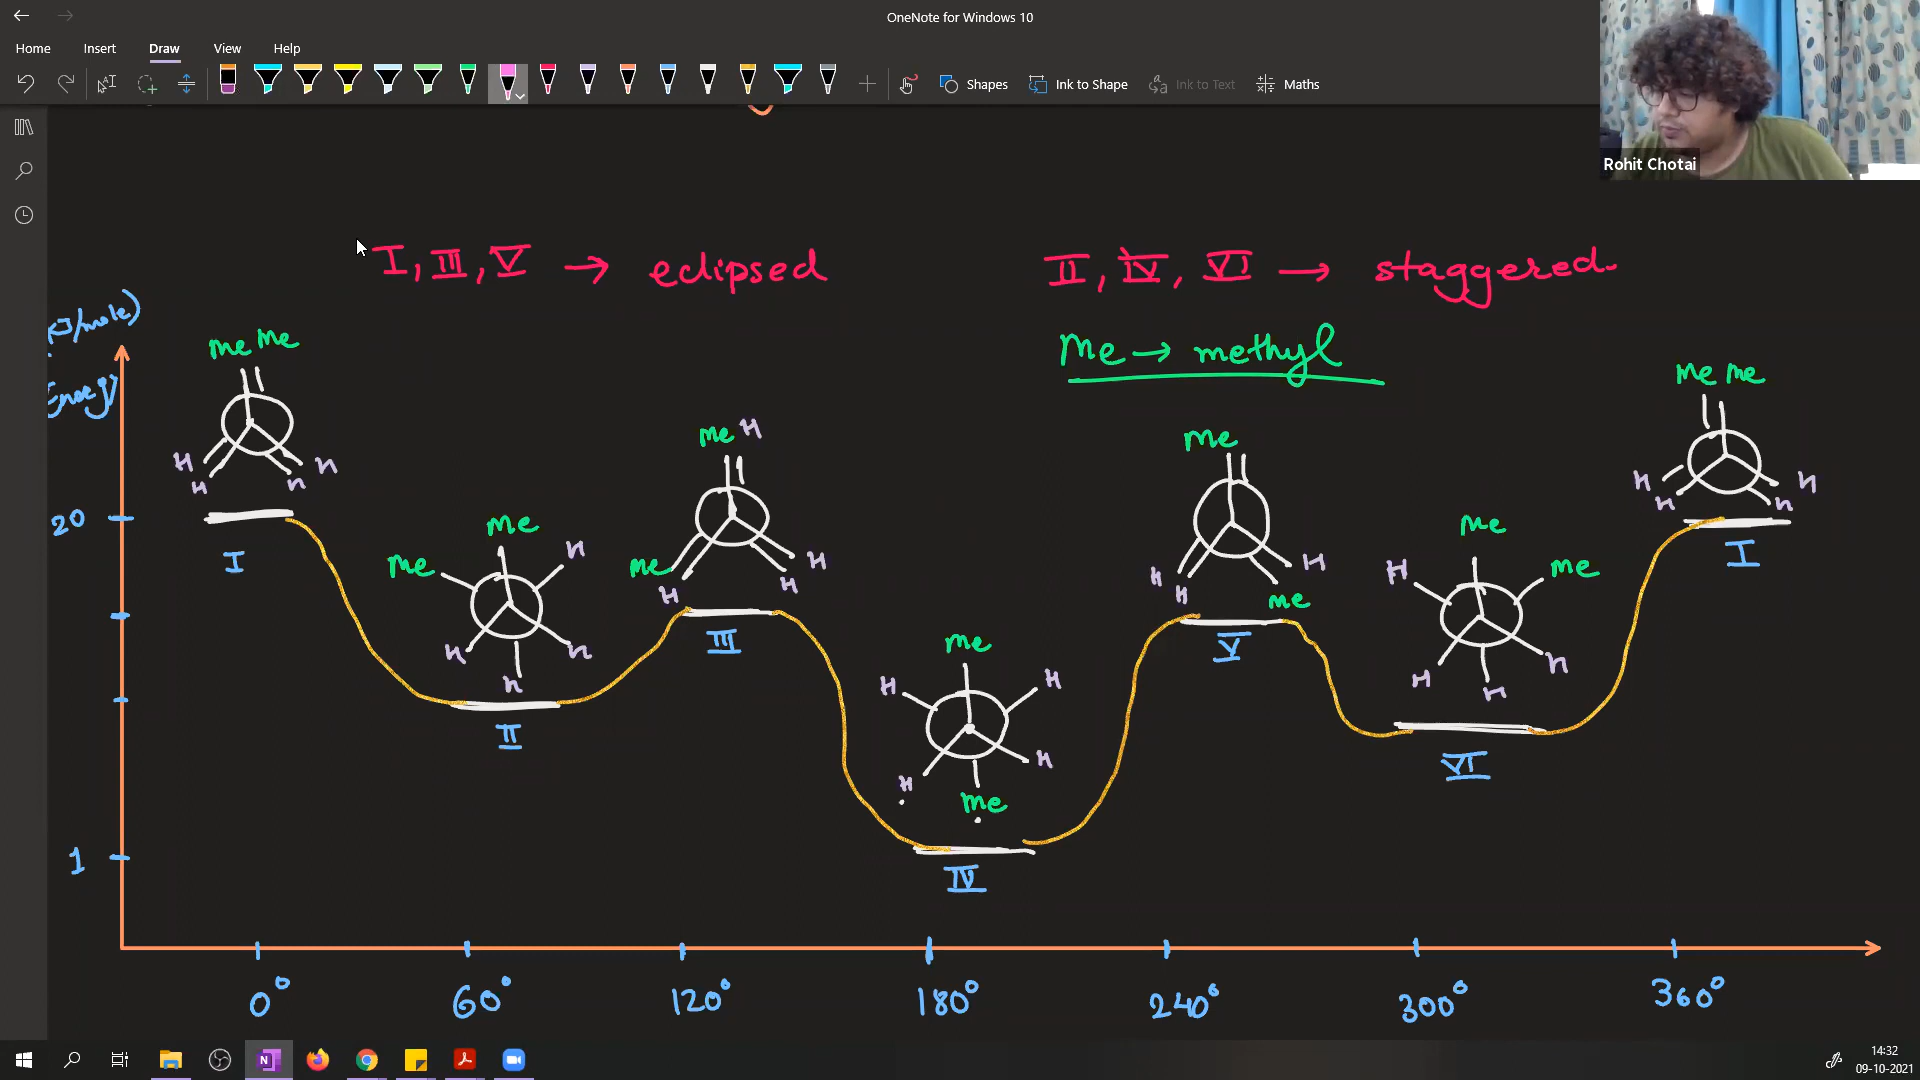 OneNote for Windows 10
Home Insert Draw View Help
Shapes Ink to Shape Ink to Text Maths
Rohit Chotai
I, III, V → eclipsed
II, IV, VI → staggered
Me → methyl
(KJ/mole)
Energy
Me Me
H H
H H
I
Me
Me H
H H
H
II
Me H
Me H
H H
III
Me
H H
H H
Me
IV
Me
H H
H Me
V
Me
H Me
H H
H
VI
Me Me
H H
H H
I
20
1
0° 60° 120° 180° 240° 300° 360°
14:32
09-10-2021